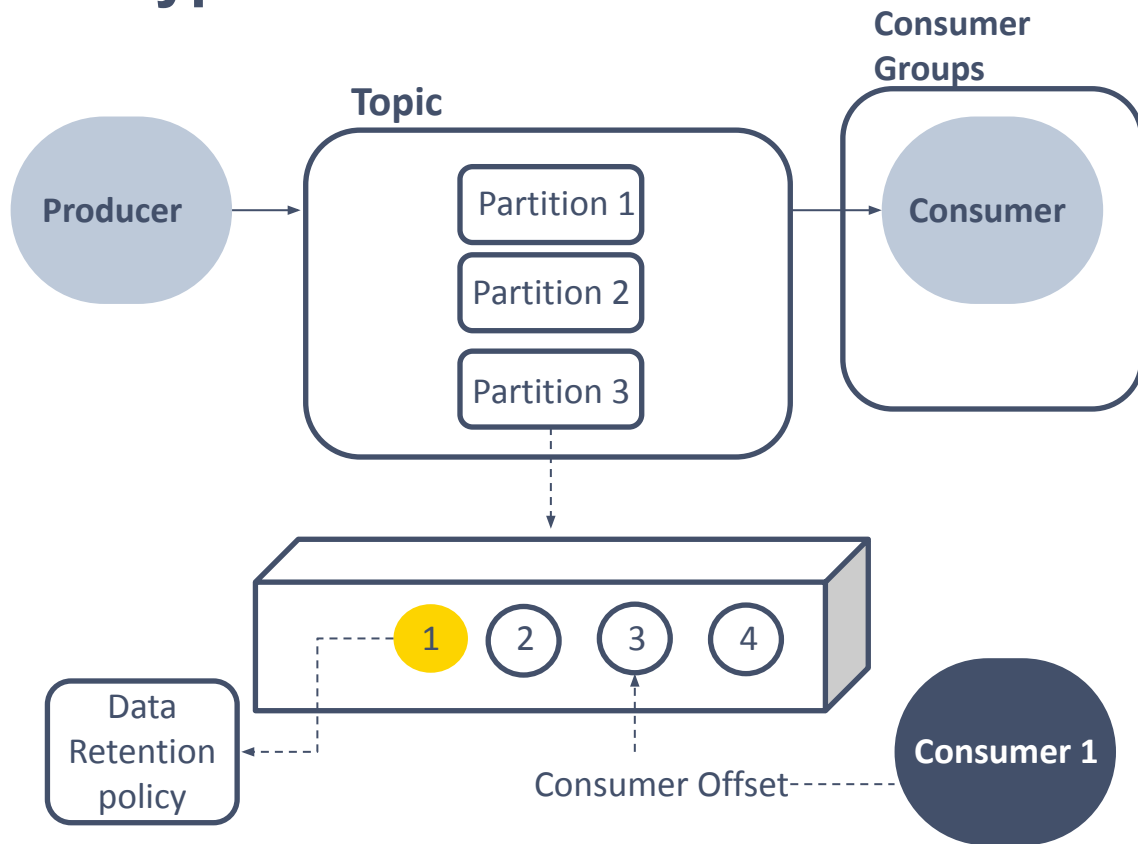 Consumer
Groups
Topic
Producer
Partition 1
Consumer
Partition 2
Partition 3
1
2
3
4
Data
Retention
policy
Consumer Offset
Consumer 1